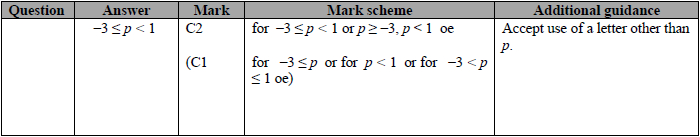 Question Answer Mark Mark scheme Additional guidance
−3 ≤ p < 1 C2 for −3 ≤ p < 1 or p ≥ −3, p < 1 oe Accept use of a letter other than
p.
(C1 for −3 ≤ p or for p < 1 or for −3 < p
≤ 1 oe)